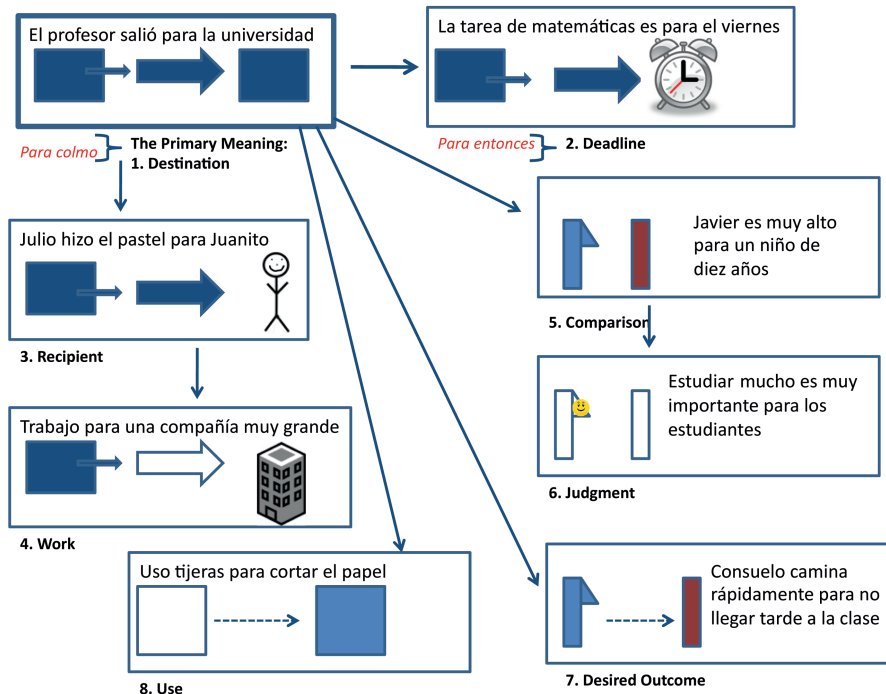 El profesor salió para la universidad
La tarea de matemáticas es para el viernes
Para colmo
The Primary Meaning:
1. Destination
Para entonces
2. Deadline
Julio hizo el pastel para Juanito
3. Recipient
Javier es muy alto
para un niño de
diez años
5. Comparison
Trabajo para una compañía muy grande
4. Work
Estudiar mucho es muy
importante para los
estudiantes
6. Judgment
Uso tijeras para cortar el papel
8. Use
Consuelo camina
rápidamente para no
llegar tarde a la clase
7. Desired Outcome